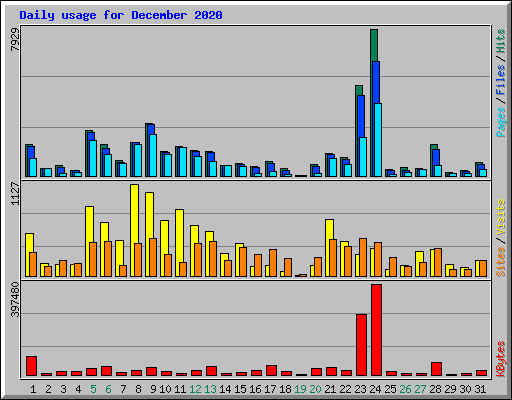 Daily usage for December 2020
7929
Pages / Files / Hits
1127
Sites / Visits
397480
KBytes
1 2 3 4 5 6 7 8 9 10 11 12 13 14 15 16 17 18 19 20 21 22 23 24 25 26 27 28 29 30 31